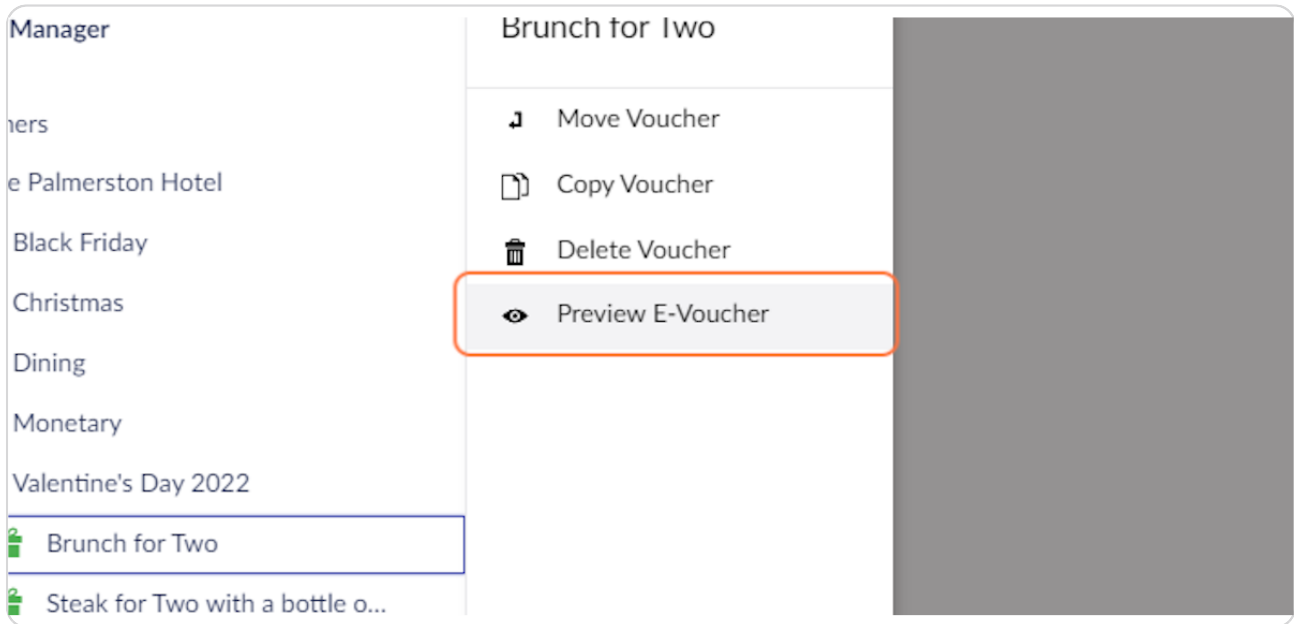 Manager
e Palmerston Hotel
Black Friday
Christmas
Dining
Monetary
Valentine's Day 2022
Brunch for Two
Steak for Two with a bottle o...
Brunch for Two
Move Voucher
Copy Voucher
Delete Voucher
Preview E-Voucher